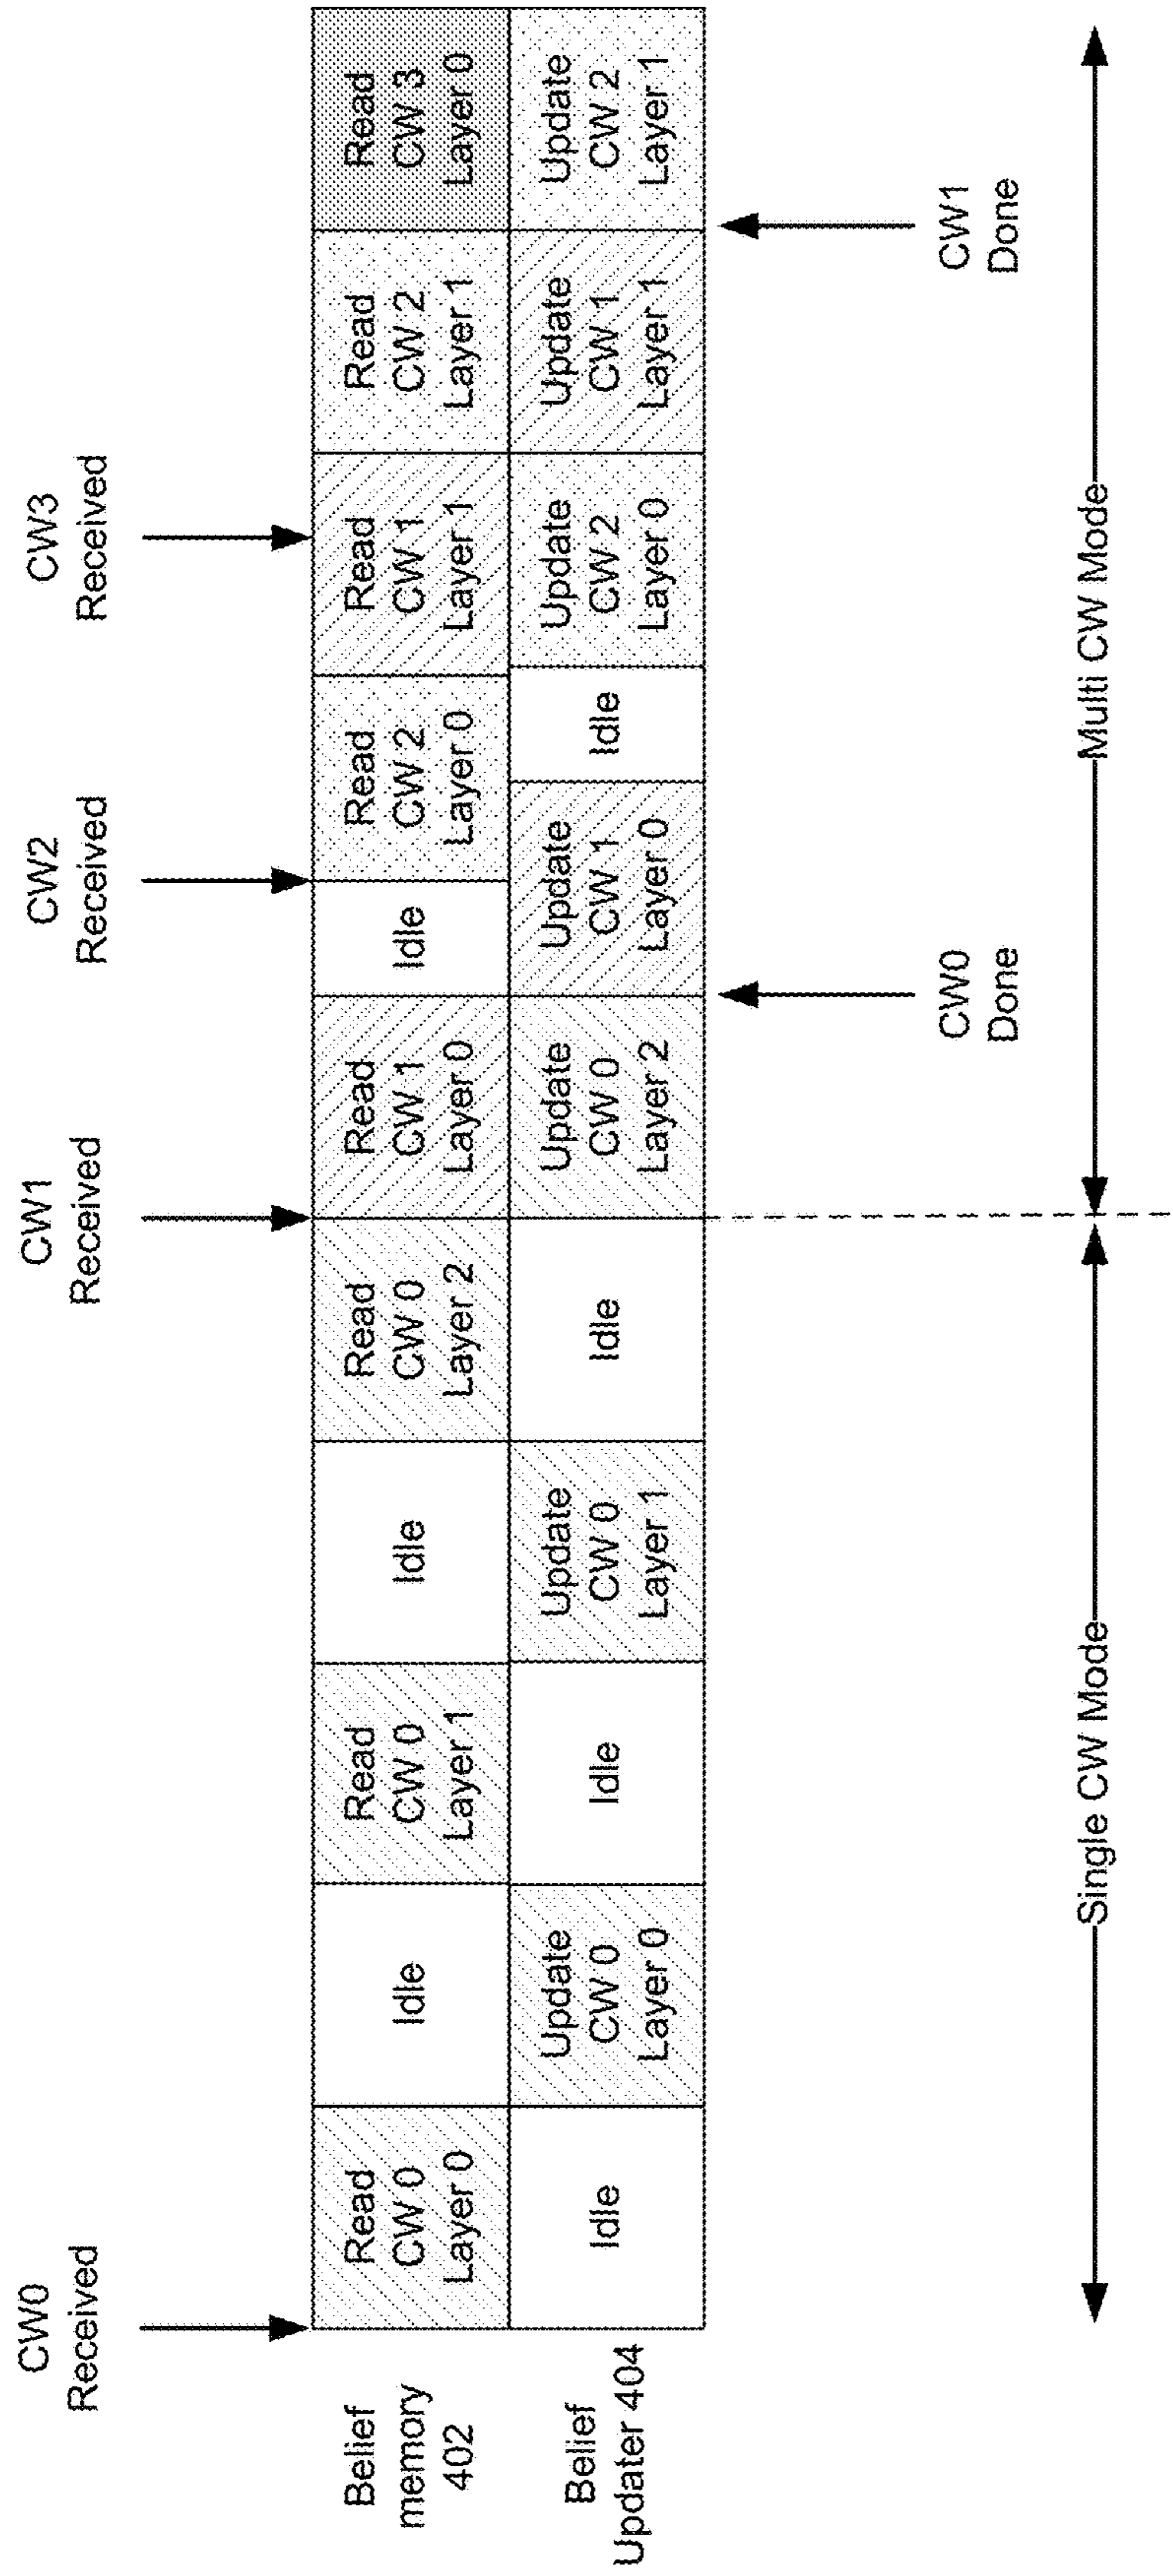 CW0
Received
CW1
Received
CW2
Received
CW3
Received
Belief
memory
402
Read
CW 0
Layer 0
Idle
Read
CW 0
Layer 1
Idle
Read
CW 0
Layer 2
Read
CW 1
Layer 0
Idle
Read
CW 2
Layer 0
Read
CW 1
Layer 1
Read
CW 2
Layer 1
Read
CW 3
Layer 0
Belief
Updater 404
Idle
Update
CW 0
Layer 0
Idle
Update
CW 0
Layer 1
Idle
Update
CW 0
Layer 2
Update
CW 1
Layer 0
Idle
Update
CW 2
Layer 0
Update
CW 1
Layer 1
Update
CW 2
Layer 1
CW0
Done
CW1
Done
Single CW Mode
Multi CW Mode